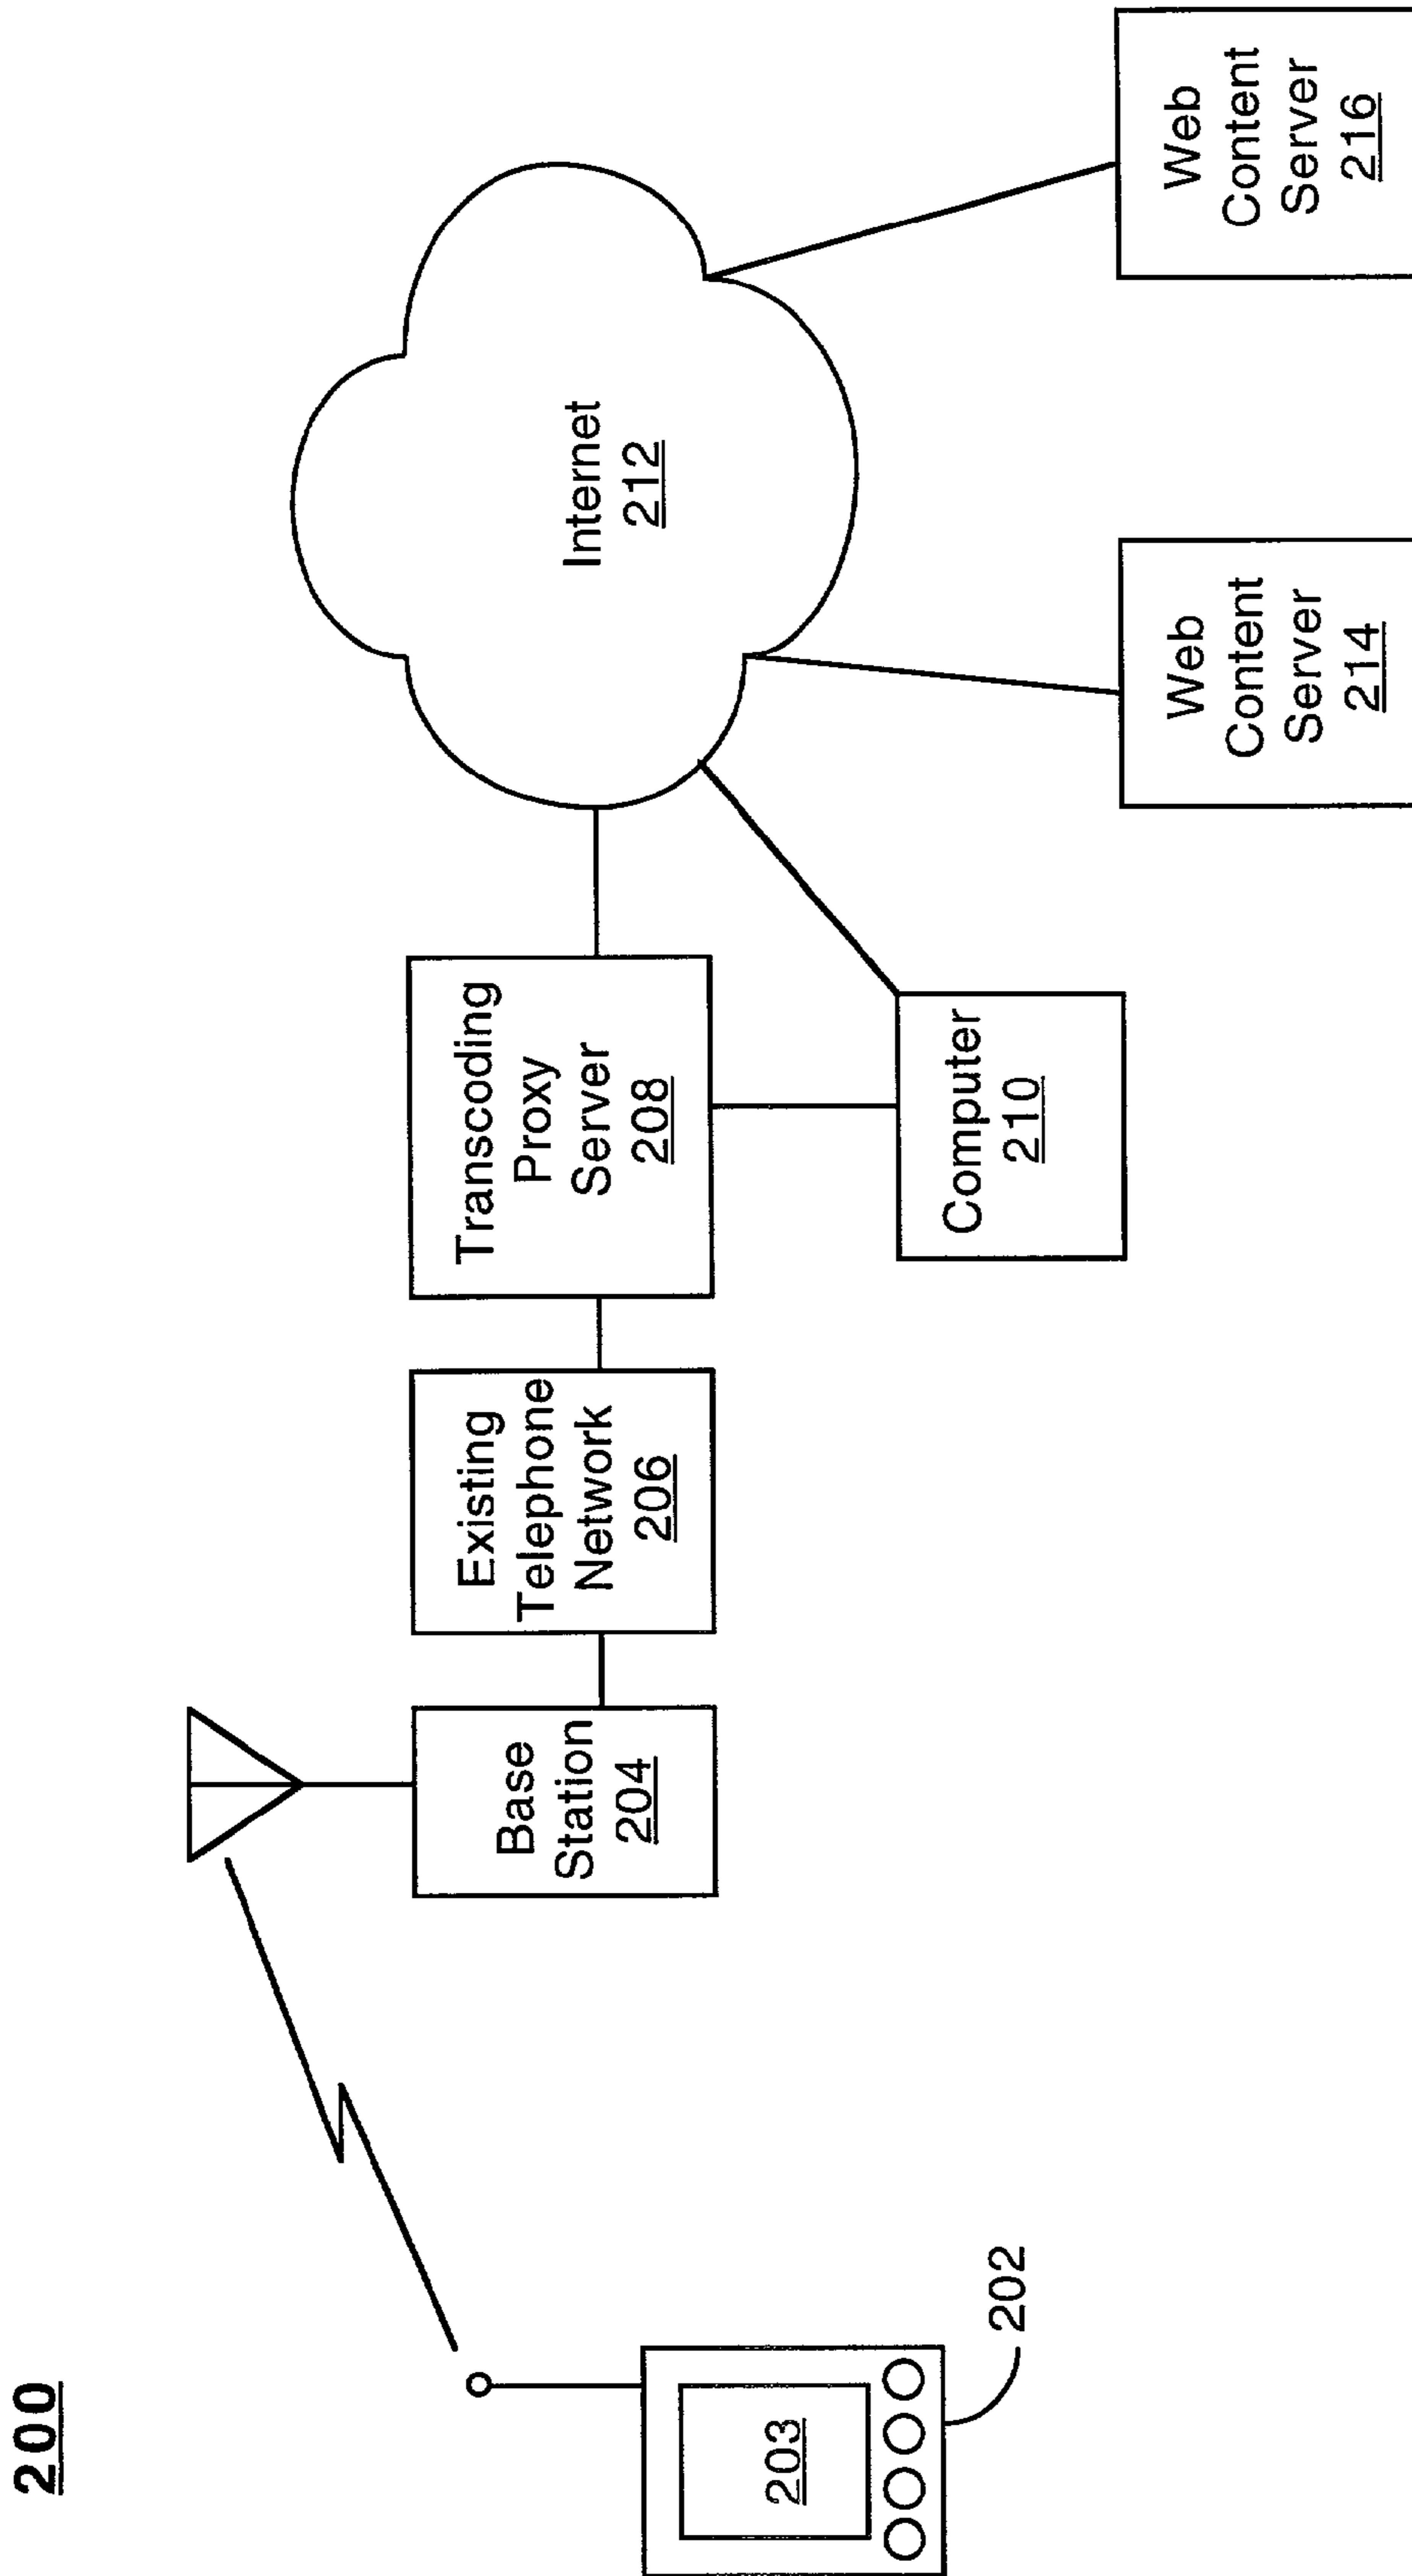 200
203
202
Base
Station
204
Existing
Telephone
Network
206
Transcoding
Proxy
Server
208
Computer
210
Internet
212
Web
Content
Server
214
Web
Content
Server
216